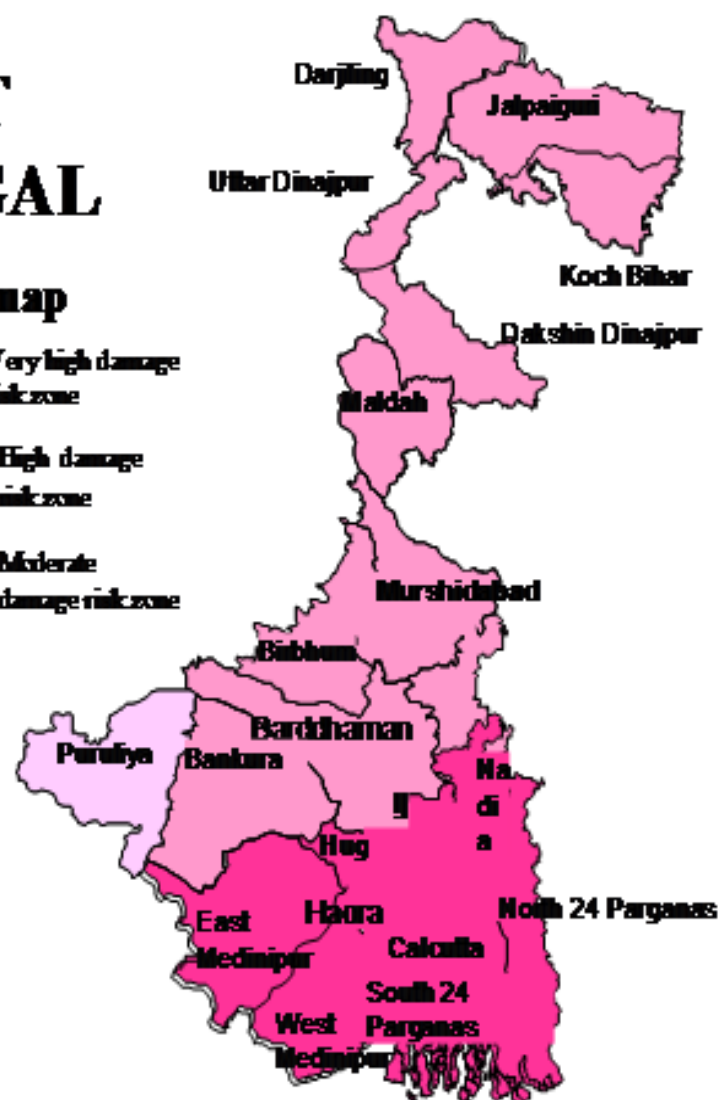 GAL
map
Very high damage
risk zone
High damage
risk zone
Moderate
damage risk zone
Darjiling
Jalpaiguri
Uttar Dinajpur
Koch Bihar
Dakshin Dinajpur
Maldah
Murshidabad
Birbhum
Barddhaman
Puruliya
Bankura
Na
di
a
Hug
East
Medinipur
Haora
North 24 Parganas
Calcutta
South 24
Parganas
West
Medinipur